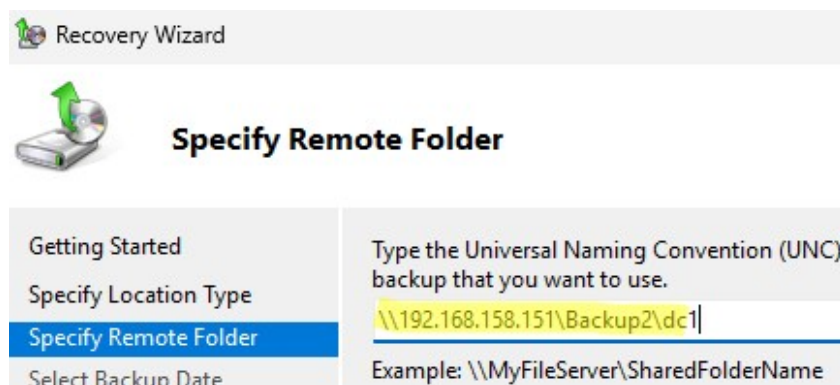 Recovery Wizard
Specify Remote Folder
Getting Started
Specify Location Type
Specify Remote Folder
Select Backup Date
Type the Universal Naming Convention (UNC)
backup that you want to use.
\\192.168.158.151\Backup2\dc1
Example: \\MyFileServer\SharedFolderName